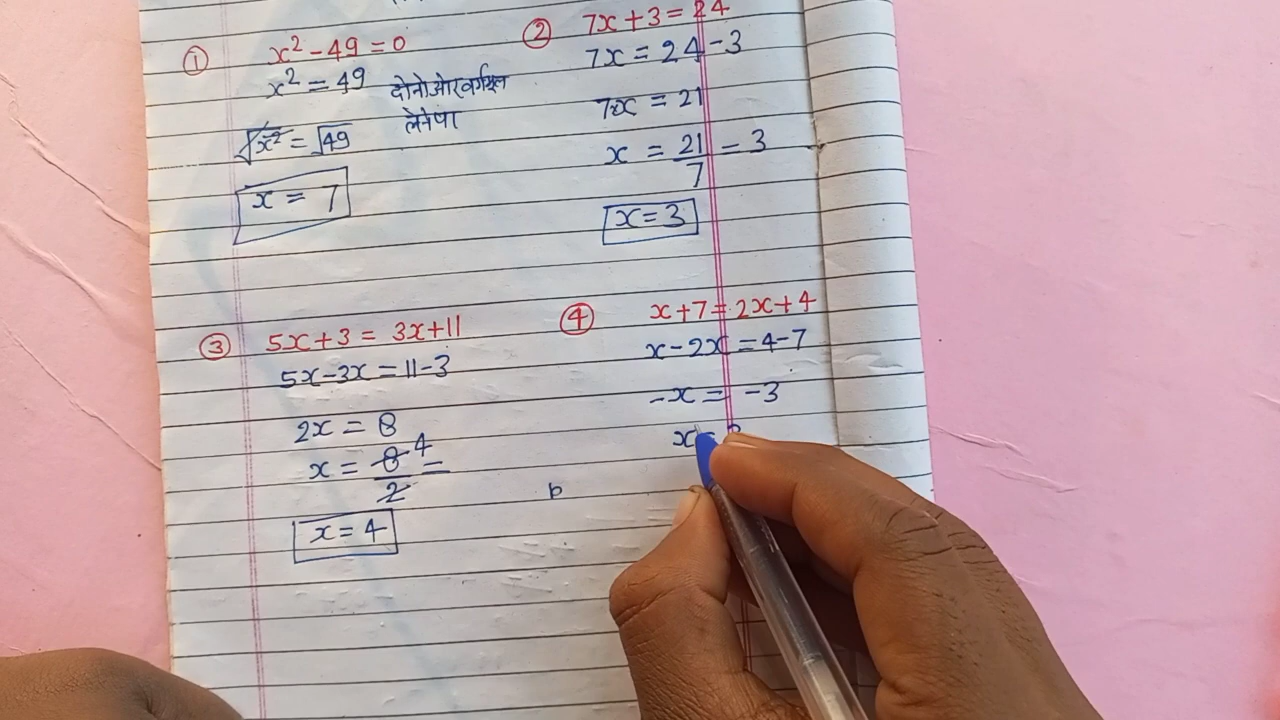 ① x² - 49 = 0
x² = 49 दोनो ओर वर्गमूल
लेने पा
√x² = √49
x = 7
② 7x + 3 = 24
7x = 24 - 3
7x = 21
x = 21/7 = 3
x = 3
③ 5x + 3 = 3x + 11
5x - 3x = 11 - 3
2x = 8
x = 8/2 = 4
x = 4
④ x + 7 = 2x + 4
x - 2x = 4 - 7
-x = -3
x =